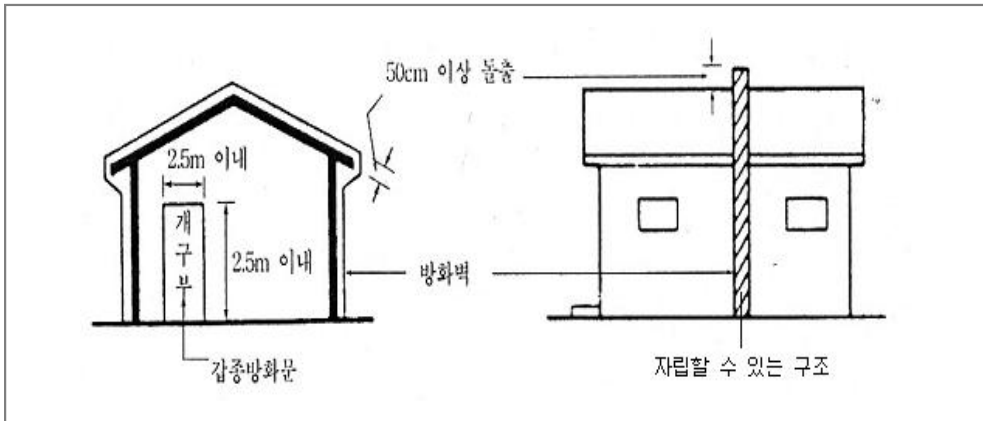 50cm 이상 돌출
2.5m 이내
개
구
부
2.5m 이내
방화벽
갑종방화문
자립할 수 있는 구조